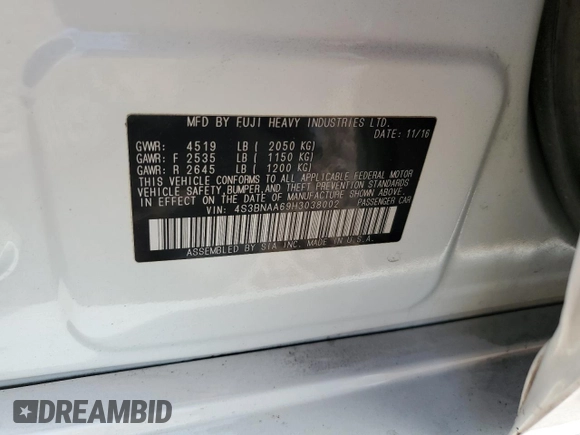 MFD BY FUJI HEAVY INDUSTRIES LTD.
DATE: 11/16
GVWR: 4519 LB ( 2050 KG)
GAWR: F 2535 LB ( 1150 KG)
GAWR: R 2645 LB ( 1200 KG)
THIS VEHICLE CONFORMS TO ALL APPLICABLE FEDERAL MOTOR
VEHICLE SAFETY, BUMPER, AND THEFT PREVENTION STANDARDS
IN EFFECT ON THE DATE OF MANUFACTURE SHOWN ABOVE.
VIN: 4S3BNAA69H3038002 PASSENGER CAR
ASSEMBLED BY SIA INC. MADE IN U.S.A.
DREAMBID